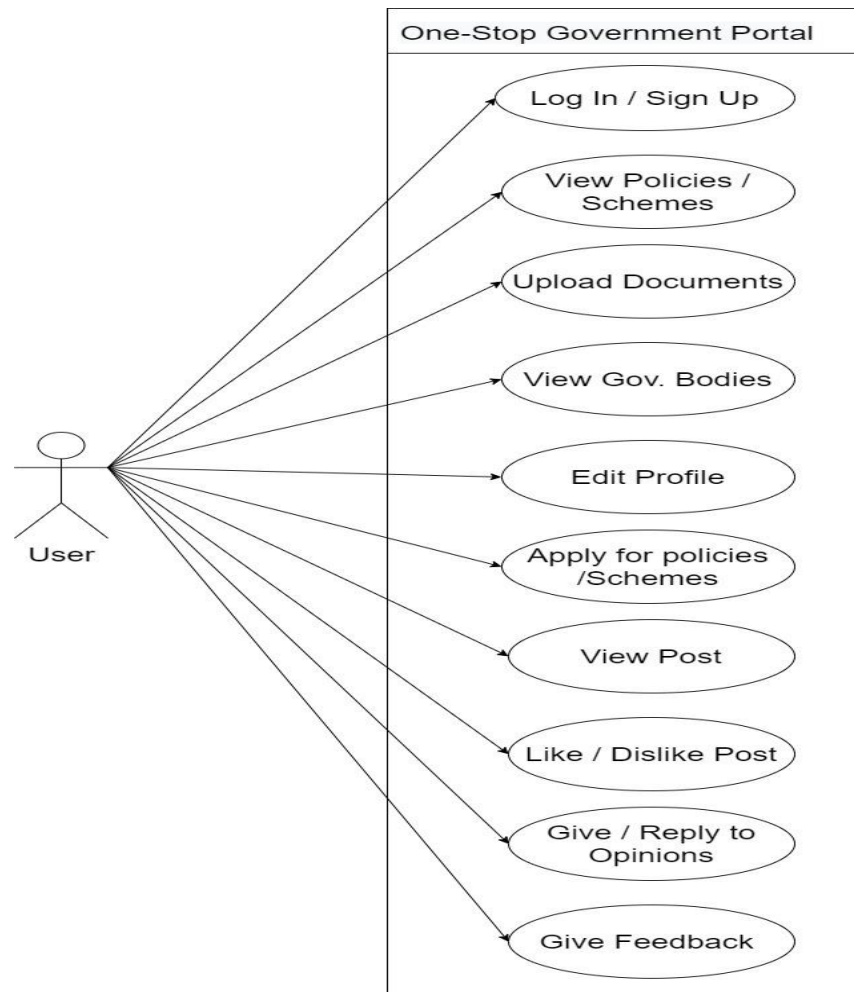 One-Stop Government Portal
Log In / Sign Up
View Policies /
Schemes
Upload Documents
View Gov. Bodies
Edit Profile
User
Apply for policies
/Schemes
View Post
Like / Dislike Post
Give / Reply to
Opinions
Give Feedback